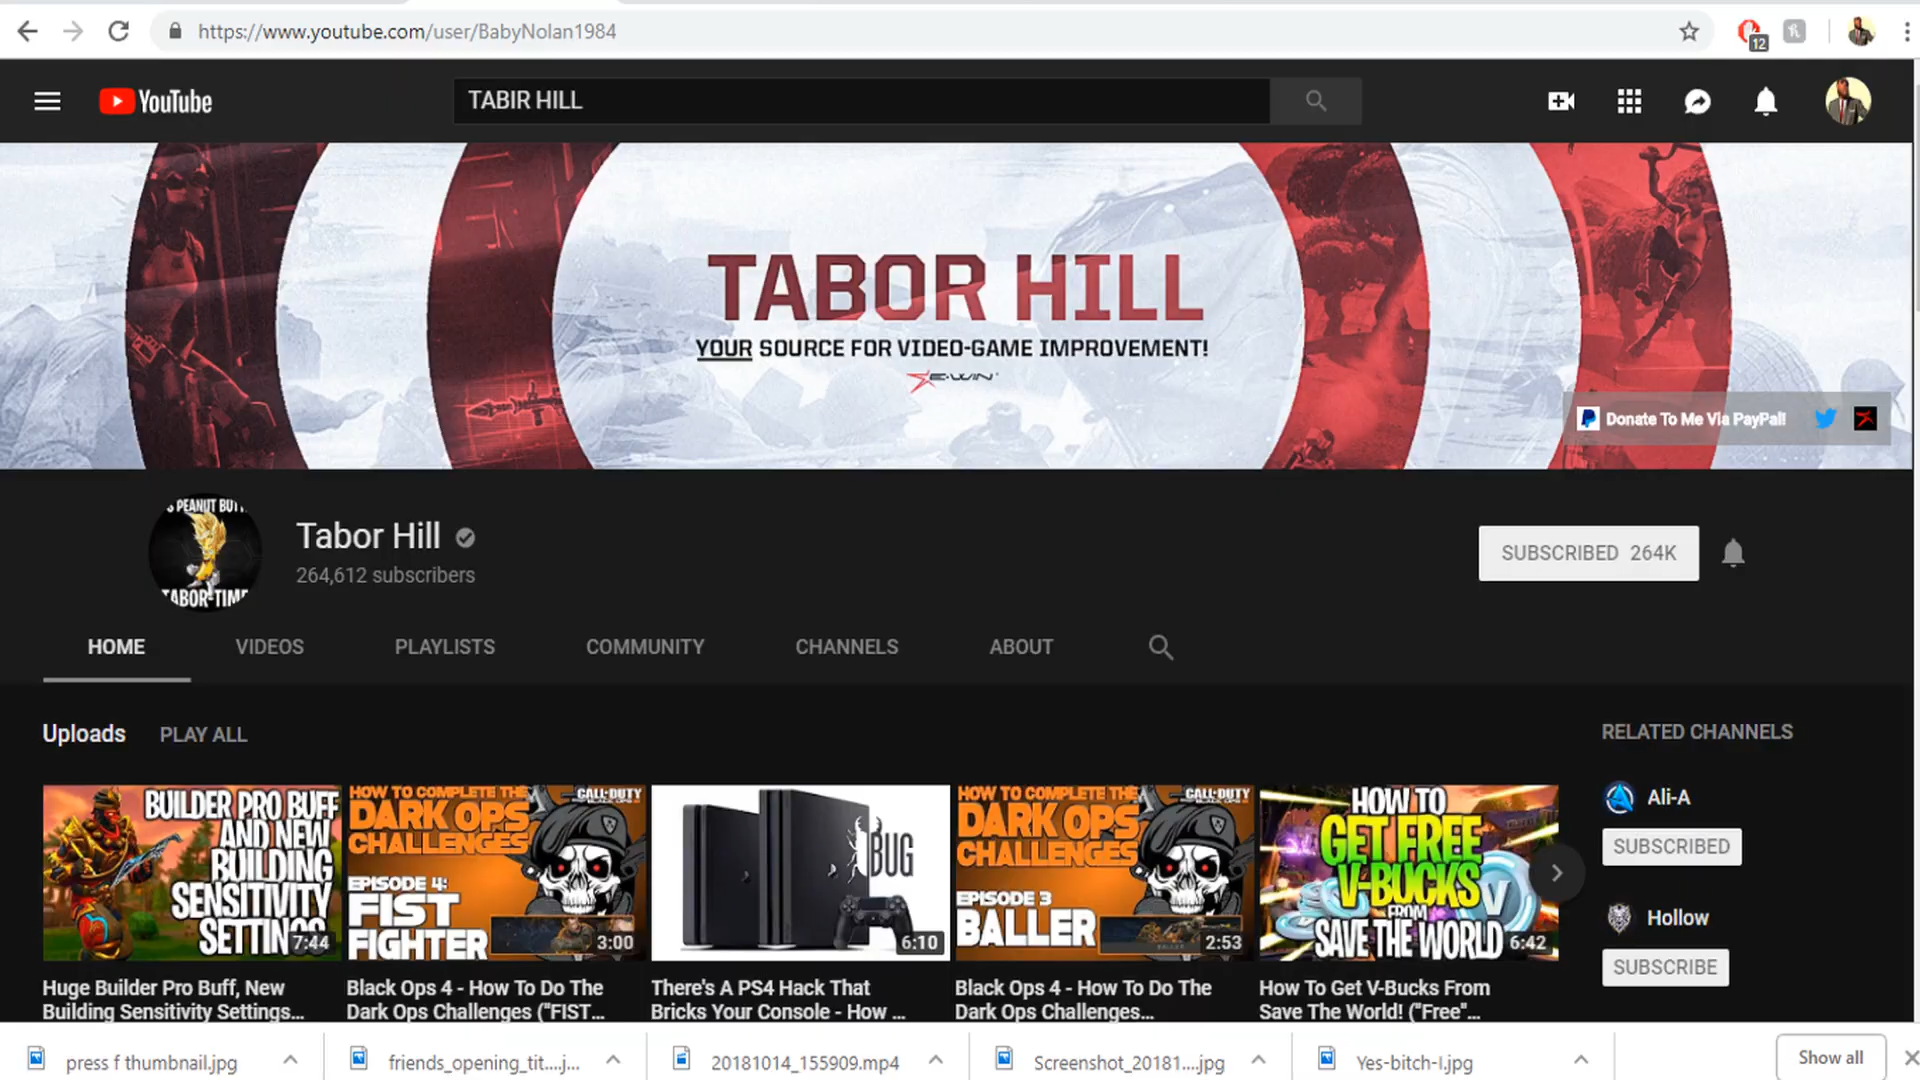 https://www.youtube.com/user/BabyNolan1984
12
YouTube
TABIR HILL
TABOR HILL
YOUR SOURCE FOR VIDEO-GAME IMPROVEMENT!
E-WIN
Donate To Me Via PayPal!
S PEANUT BUT
TABOR-TIME
Tabor Hill
264,612 subscribers
SUBSCRIBED 264K
HOME VIDEOS PLAYLISTS COMMUNITY CHANNELS ABOUT
Uploads PLAY ALL
RELATED CHANNELS
Ali-A
SUBSCRIBED
Hollow
SUBSCRIBE
BUILDER PRO BUFF
AND NEW
BUILDING
SENSITIVITY
SETTINGS
7:44
Huge Builder Pro Buff, New
Building Sensitivity Settings...
HOW TO COMPLETE THE
DARK OPS
CHALLENGES
CALL·DUTY
EPISODE 4:
FIST
FIGHTER
3:00
Black Ops 4 - How To Do The
Dark Ops Challenges ("FIST...
BUG
6:10
There's A PS4 Hack That
Bricks Your Console - How ...
HOW TO COMPLETE THE
DARK OPS
CHALLENGES
CALL·DUTY
EPISODE 3
BALLER
2:53
Black Ops 4 - How To Do The
Dark Ops Challenges...
HOW TO
GET FREE
V-BUCKS
FROM
SAVE THE WORLD
V
6:42
How To Get V-Bucks From
Save The World! ("Free"...
press f thumbnail.jpg
friends_opening_tit....j...
20181014_155909.mp4
Screenshot_20181....jpg
Yes-bitch-I.jpg
Show all